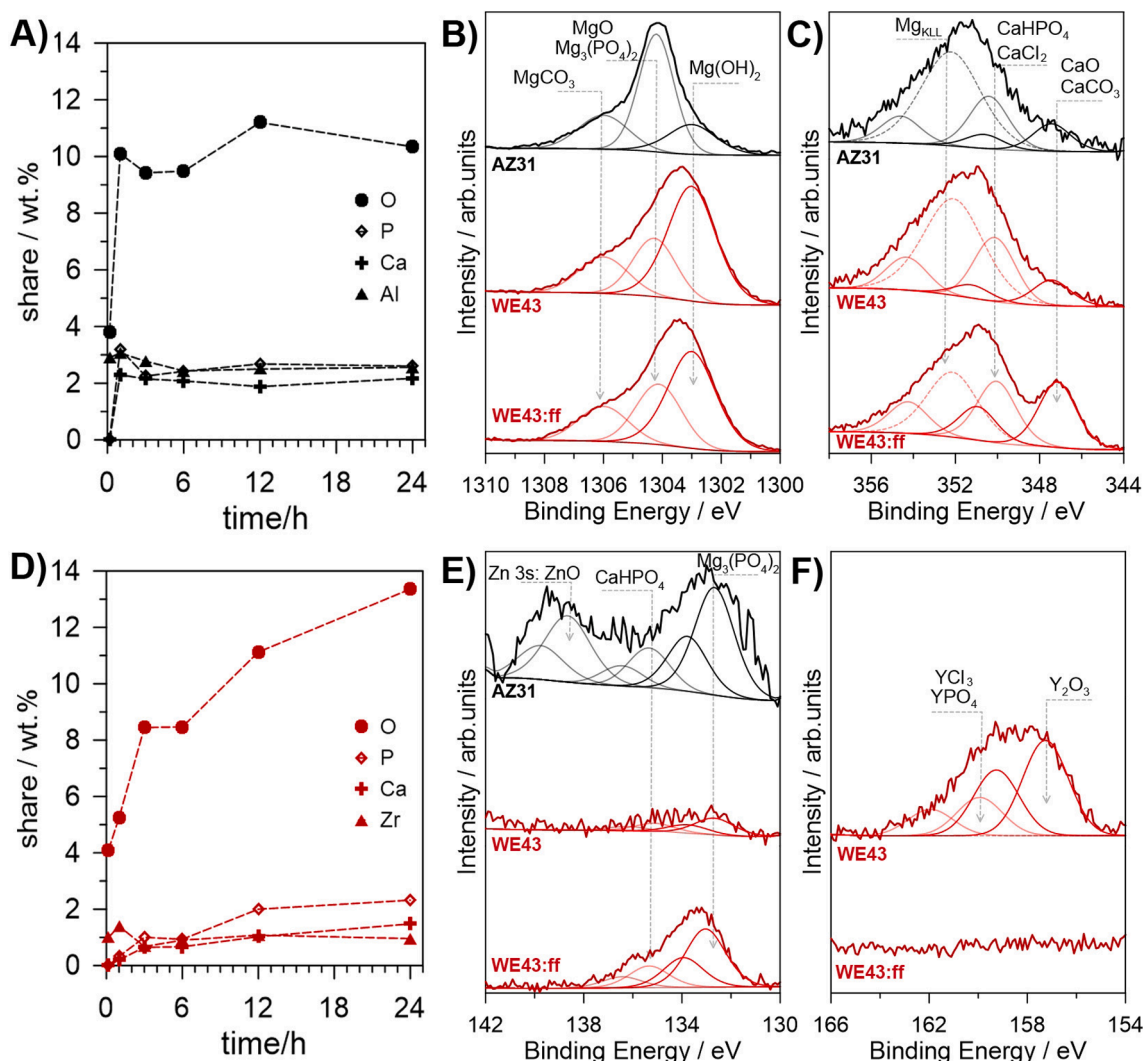 A)
14
12
10
8
6
4
2
0
share / wt.%
O
P
Ca
Al
0 6 12 18 24
time/h
B)
MgO
Mg₃(PO₄)₂
MgCO₃
Mg(OH)₂
AZ31
WE43
WE43:ff
Intensity / arb.units
1310 1308 1306 1304 1302 1300
Binding Energy / eV
C)
Mg_KLL
CaHPO₄
CaCl₂
CaO
CaCO₃
AZ31
WE43
WE43:ff
Intensity / arb.units
356 352 348 344
Binding Energy / eV
D)
14
12
10
8
6
4
2
0
share / wt.%
O
P
Ca
Zr
0 6 12 18 24
time/h
E)
Zn 3s: ZnO
CaHPO₄
Mg₃(PO₄)₂
AZ31
WE43
WE43:ff
Intensity / arb.units
142 138 134 130
Binding Energy / eV
F)
YCl₃
YPO₄
Y₂O₃
WE43
WE43:ff
Intensity / arb.units
166 162 158 154
Binding Energy / eV